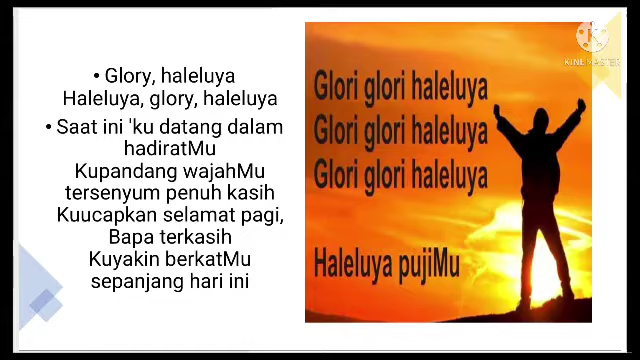 • Glory, haleluya
Haleluya, glory, haleluya
• Saat ini 'ku datang dalam
hadiratMu
Kupandang wajahMu
tersenyum penuh kasih
Kuucapkan selamat pagi,
Bapa terkasih
Kuyakin berkatMu
sepanjang hari ini
Glori glori haleluya
Glori glori haleluya
Glori glori haleluya
Haleluya pujiMu
KINEMASTER